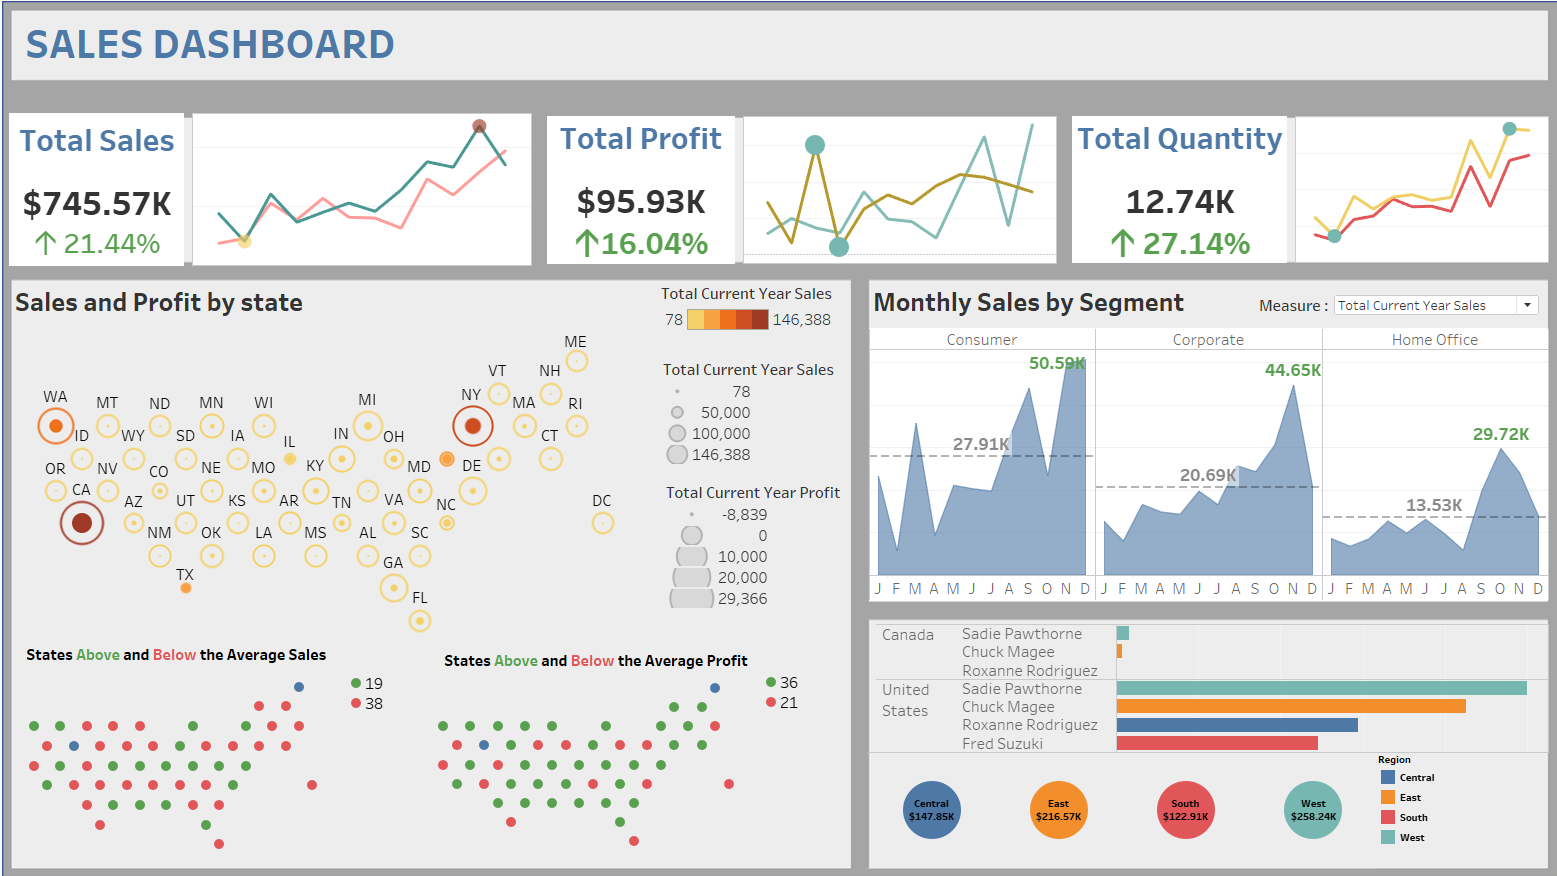 SALES DASHBOARD
Total Sales
$745.57K
↑ 21.44%
Total Profit
$95.93K
↑16.04%
Total Quantity
12.74K
↑ 27.14%
Sales and Profit by state
Total Current Year Sales
78 146,388
Total Current Year Sales
78
50,000
100,000
146,388
Total Current Year Profit
-8,839
0
10,000
20,000
29,366
ME
VT NH
WA MT ND MN WI MI NY MA RI
ID WY SD IA IL IN OH CT
OR NV CO NE MO KY MD DE
CA AZ UT KS AR TN VA NC DC
NM OK LA MS AL SC
TX GA
FL
States Above and Below the Average Sales
19
38
States Above and Below the Average Profit
36
21
Monthly Sales by Segment
Measure : Total Current Year Sales
Consumer Corporate Home Office
50.59K
27.91K
44.65K
20.69K
29.72K
13.53K
J F M A M J J A S O N D J F M A M J J A S O N D J F M A M J J A S O N D
Canada Sadie Pawthorne
Chuck Magee
Roxanne Rodriguez
United States Sadie Pawthorne
Chuck Magee
Roxanne Rodriguez
Fred Suzuki
Central
$147.85K
East
$216.57K
South
$122.91K
West
$258.24K
Region
Central
East
South
West